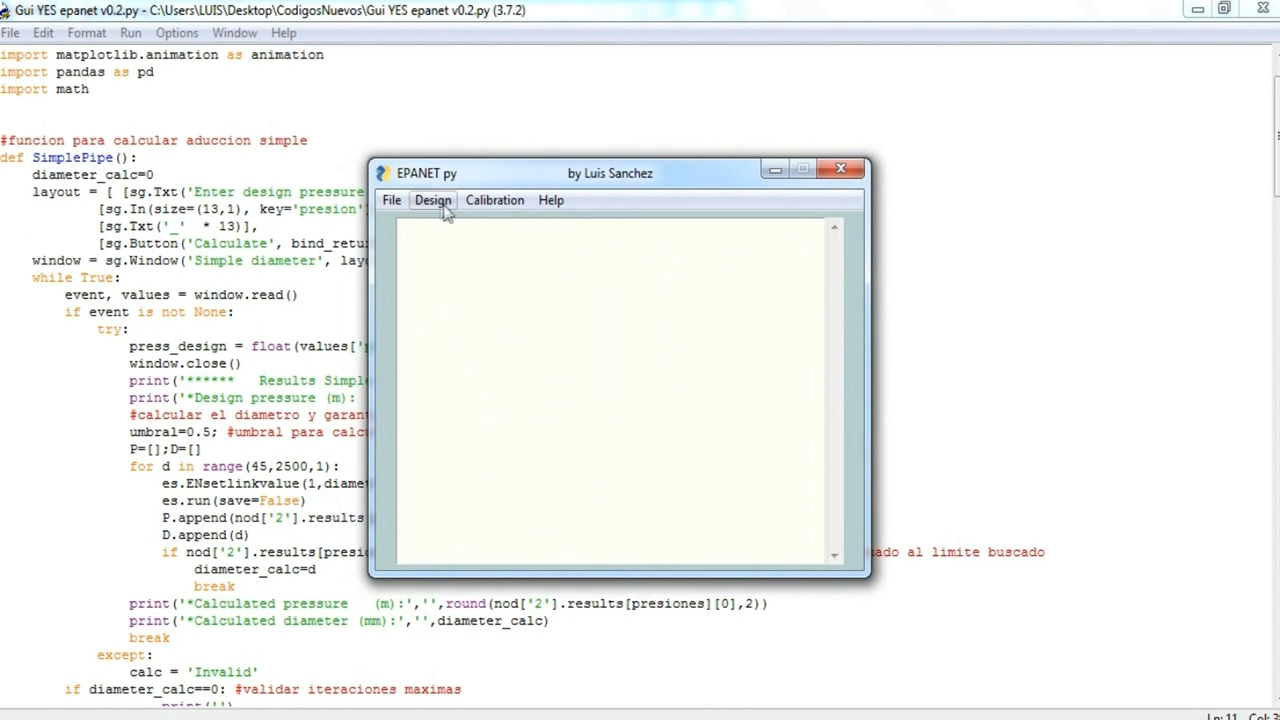 Gui YES epanet v0.2.py - C:\Users\LUIS\Desktop\CodigosNuevos\Gui YES epanet v0.2.py (3.7.2)
File Edit Format Run Options Window Help
import matplotlib.animation as animation
import pandas as pd
import math
#funcion para calcular aduccion simple
def SimplePipe():
diameter_calc=0
layout = [ [sg.Txt('Enter design pressure
[sg.In(size=(13,1), key='presion'
[sg.Txt('_' * 13)],
[sg.Button('Calculate', bind_retu
window = sg.Window('Simple diameter', lay
while True:
event, values = window.read()
if event is not None:
try:
press_design = float(values['
window.close()
print('****** Results Simpl
print('*Design pressure (m):
#calcular el diametro y garan
umbral=0.5; #umbral para calc
P=[];D=[]
for d in range(45,2500,1):
es.ENsetlinkvalue(1,diame
es.run(save=False)
P.append(nod['2'].results
D.append(d)
if nod['2'].results[presi ado al limite buscado
diameter_calc=d
break
print('*Calculated pressure (m):','',round(nod['2'].results[presiones][0],2))
print('*Calculated diameter (mm):','',diameter_calc)
break
except:
calc = 'Invalid'
if diameter_calc==0: #validar iteraciones maximas
print('')
EPANET py by Luis Sanchez
File Design Calibration Help